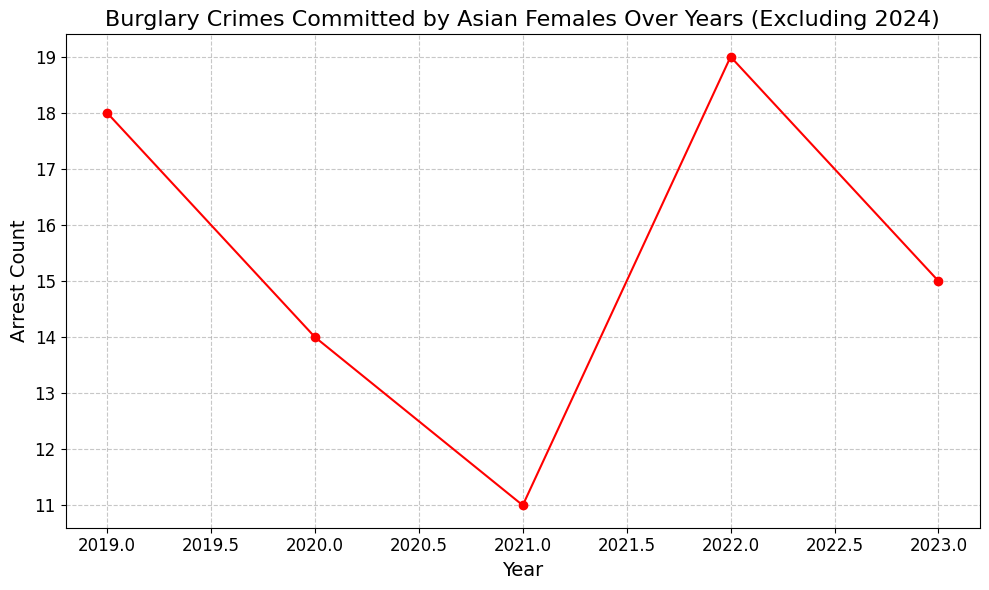 Burglary Crimes Committed by Asian Females Over Years (Excluding 2024)
Arrest Count
19
18
17
16
15
14
13
12
11
2019.0 2019.5 2020.0 2020.5 2021.0 2021.5 2022.0 2022.5 2023.0
Year